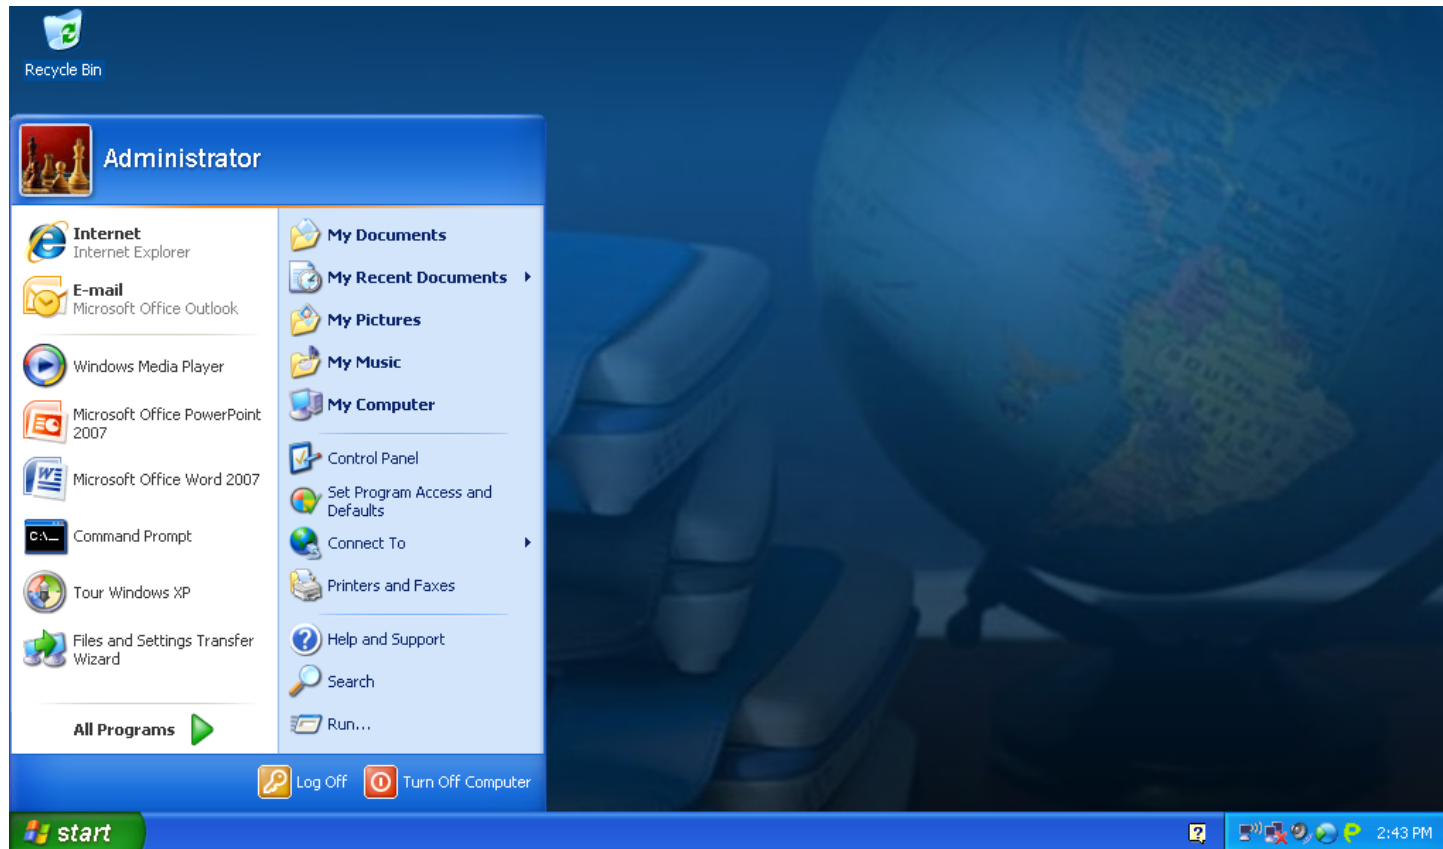 Recycle Bin
Administrator
Internet
Internet Explorer
E-mail
Microsoft Office Outlook
Windows Media Player
Microsoft Office PowerPoint
2007
Microsoft Office Word 2007
C:\_
Command Prompt
Tour Windows XP
Files and Settings Transfer
Wizard
All Programs
My Documents
My Recent Documents
My Pictures
My Music
My Computer
Control Panel
Set Program Access and
Defaults
Connect To
Printers and Faxes
Help and Support
Search
Run...
Log Off
Turn Off Computer
start
2:43 PM